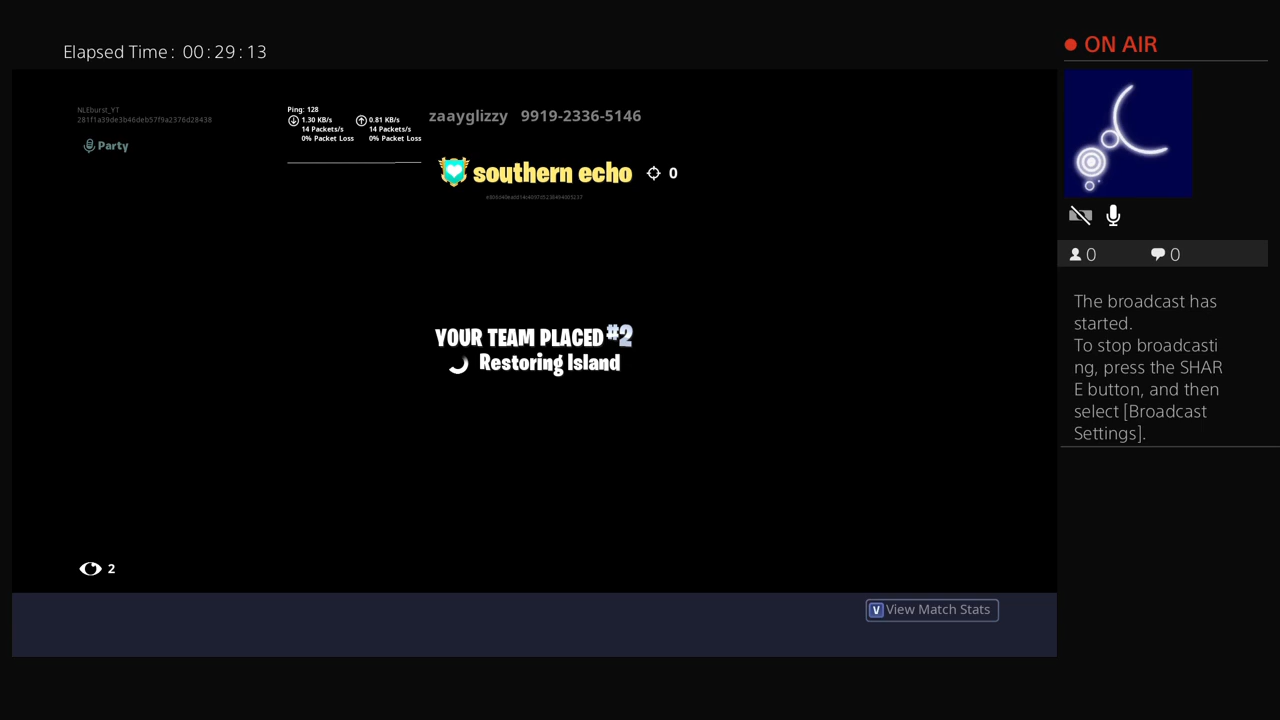 Elapsed Time: 00:29:13
ON AIR
NLEburst_YT
281f1a39de3b46deb57f9a2376d28438
Party
Ping: 128
1.30 KB/s 0.81 KB/s
14 Packets/s 14 Packets/s
0% Packet Loss 0% Packet Loss
zaayglizzy 9919-2336-5146
southern echo 0
0 0
The broadcast has
started.
To stop broadcasti
ng, press the SHAR
E button, and then
select [Broadcast
Settings].
YOUR TEAM PLACED #2
Restoring Island
2
V View Match Stats